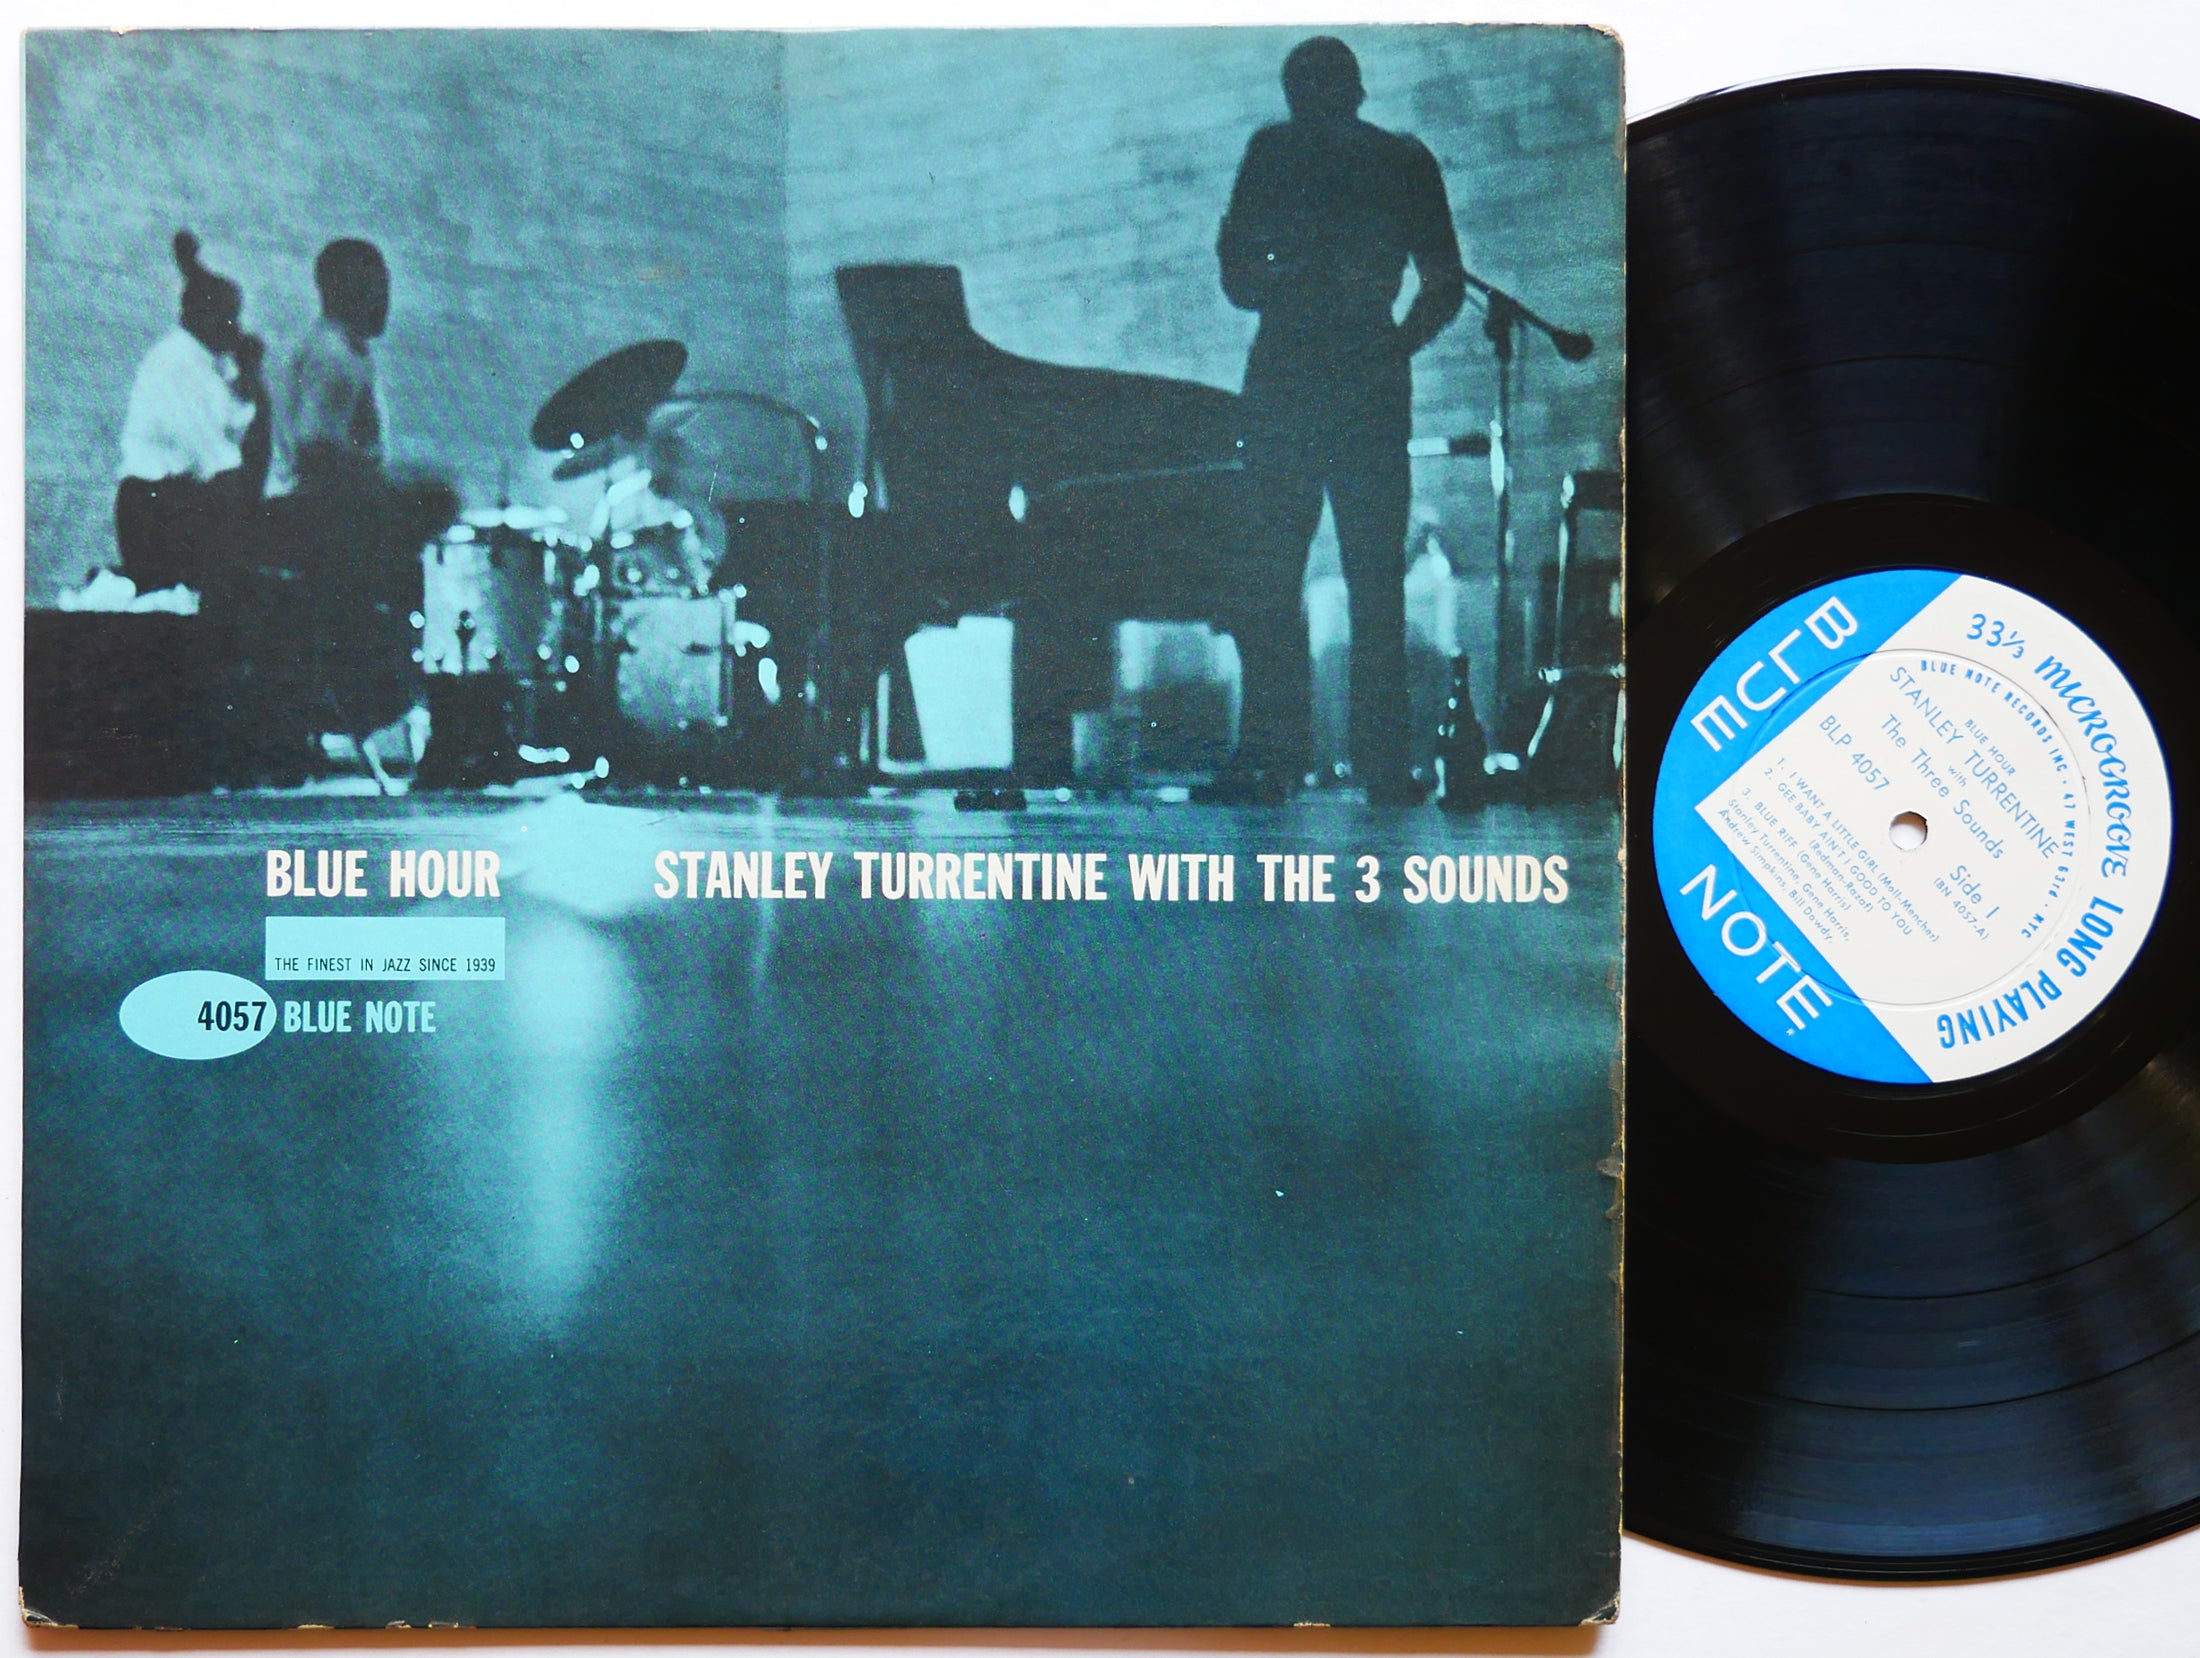 BLUE HOUR
STANLEY TURRENTINE WITH THE 3 SOUNDS
THE FINEST IN JAZZ SINCE 1939
4057 BLUE NOTE
BLUE
NOTE
33⅓ MICROGROOVE LONG PLAYING
BLUE NOTE RECORDS INC · 47 WEST 63rd · NYC
BLUE HOUR
STANLEY TURRENTINE
with
The Three Sounds
BLP 4057
Side 1
(BN 4057-A)
1. I WANT A LITTLE GIRL (Moll-Mencher)
2. GEE BABY AIN'T I GOOD TO YOU
(Redman-Razaf)
3. BLUE RIFF (Gene Harris)
Stanley Turrentine, Gene Harris,
Andrew Simpkins, Bill Dowdy.